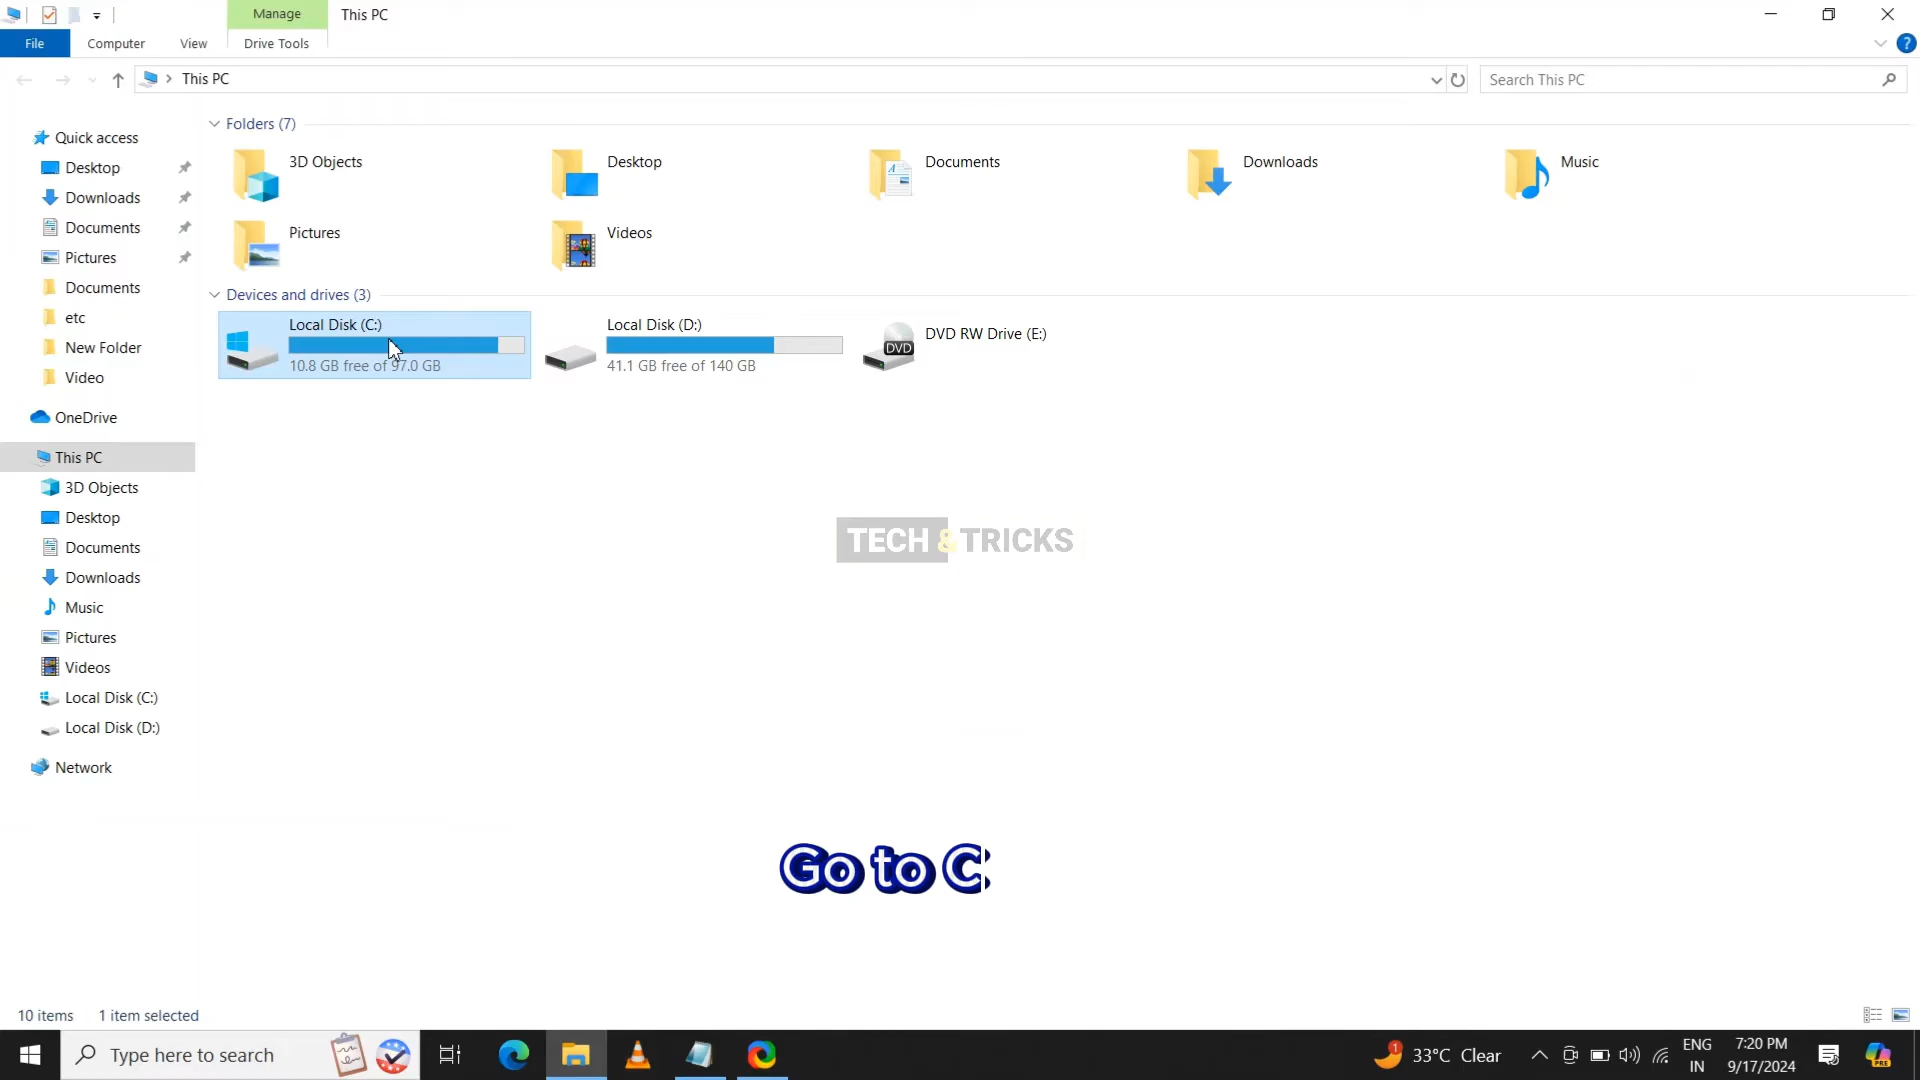 Manage
This PC
File
Computer
View
Drive Tools
This PC
Search This PC
Quick access
Desktop
Downloads
Documents
Pictures
Documents
etc
New Folder
Video
OneDrive
This PC
3D Objects
Desktop
Documents
Downloads
Music
Pictures
Videos
Local Disk (C:)
Local Disk (D:)
Network
Folders (7)
3D Objects
Desktop
Documents
Downloads
Music
Pictures
Videos
Devices and drives (3)
Local Disk (C:)
10.8 GB free of 97.0 GB
Local Disk (D:)
41.1 GB free of 140 GB
DVD
DVD RW Drive (E:)
TECH & TRICKS
Go to C:
10 items
1 item selected
Type here to search
1
33°C Clear
ENG
IN
7:20 PM
9/17/2024
PRE